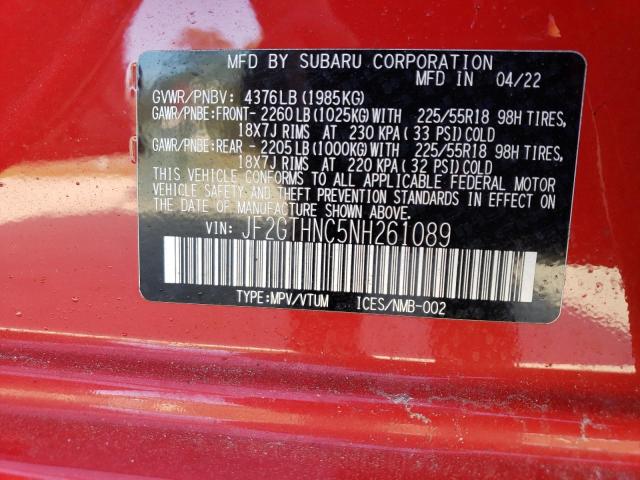 MFD BY SUBARU CORPORATION
MFD IN 04/22
GVWR/PNBV: 4376LB (1985KG)
GAWR/PNBE:FRONT- 2260LB (1025KG) WITH 225/55R18 98H TIRES,
18X7J RIMS AT 230 KPA (33 PSI) COLD
GAWR/PNBE:REAR - 2205LB (1000KG) WITH 225/55R18 98H TIRES,
18X7J RIMS AT 220 KPA (32 PSI) COLD
THIS VEHICLE CONFORMS TO ALL APPLICABLE FEDERAL MOTOR
VEHICLE SAFETY AND THEFT PREVENTION STANDARDS IN EFFECT ON
THE DATE OF MANUFACTURE SHOWN ABOVE.
VIN: JF2GTHNC5NH261089
TYPE:MPV/VTUM ICES/NMB-002